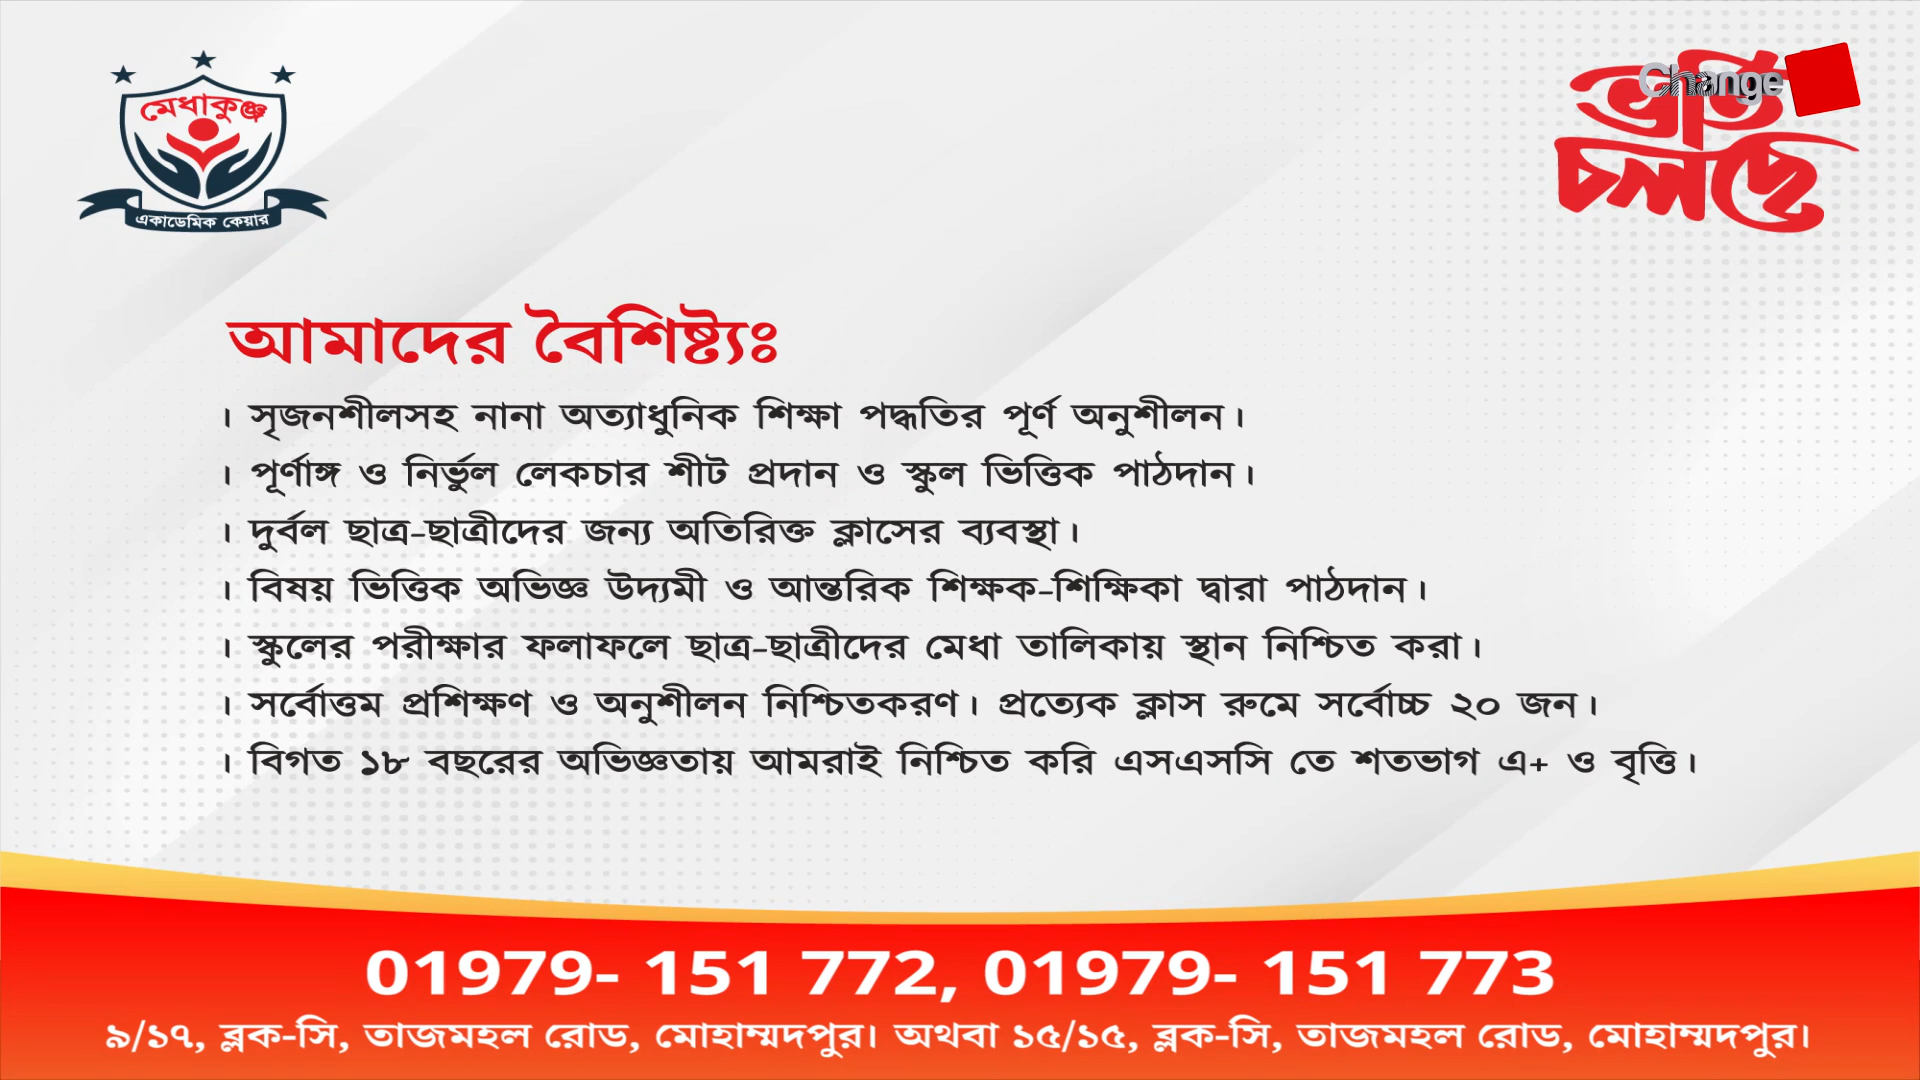 মেধাকুঞ্জ
একাডেমিক কেয়ার
ভর্তি
চলছে
Change
আমাদের বৈশিষ্ট্যঃ
। সৃজনশীলসহ নানা অত্যাধুনিক শিক্ষা পদ্ধতির পূর্ণ অনুশীলন।
। পূর্ণাঙ্গ ও নির্ভুল লেকচার শীট প্রদান ও স্কুল ভিত্তিক পাঠদান।
। দুর্বল ছাত্র-ছাত্রীদের জন্য অতিরিক্ত ক্লাসের ব্যবস্থা।
। বিষয় ভিত্তিক অভিজ্ঞ উদ্যমী ও আন্তরিক শিক্ষক-শিক্ষিকা দ্বারা পাঠদান।
। স্কুলের পরীক্ষার ফলাফলে ছাত্র-ছাত্রীদের মেধা তালিকায় স্থান নিশ্চিত করা।
। সর্বোত্তম প্রশিক্ষণ ও অনুশীলন নিশ্চিতকরণ। প্রত্যেক ক্লাস রুমে সর্বোচ্চ ২০ জন।
। বিগত ১৮ বছরের অভিজ্ঞতায় আমরাই নিশ্চিত করি এসএসসি তে শতভাগ এ+ ও বৃত্তি।
01979- 151 772, 01979- 151 773
৯/১৭, ব্লক-সি, তাজমহল রোড, মোহাম্মদপুর। অথবা ১৫/১৫, ব্লক-সি, তাজমহল রোড, মোহাম্মদপুর।